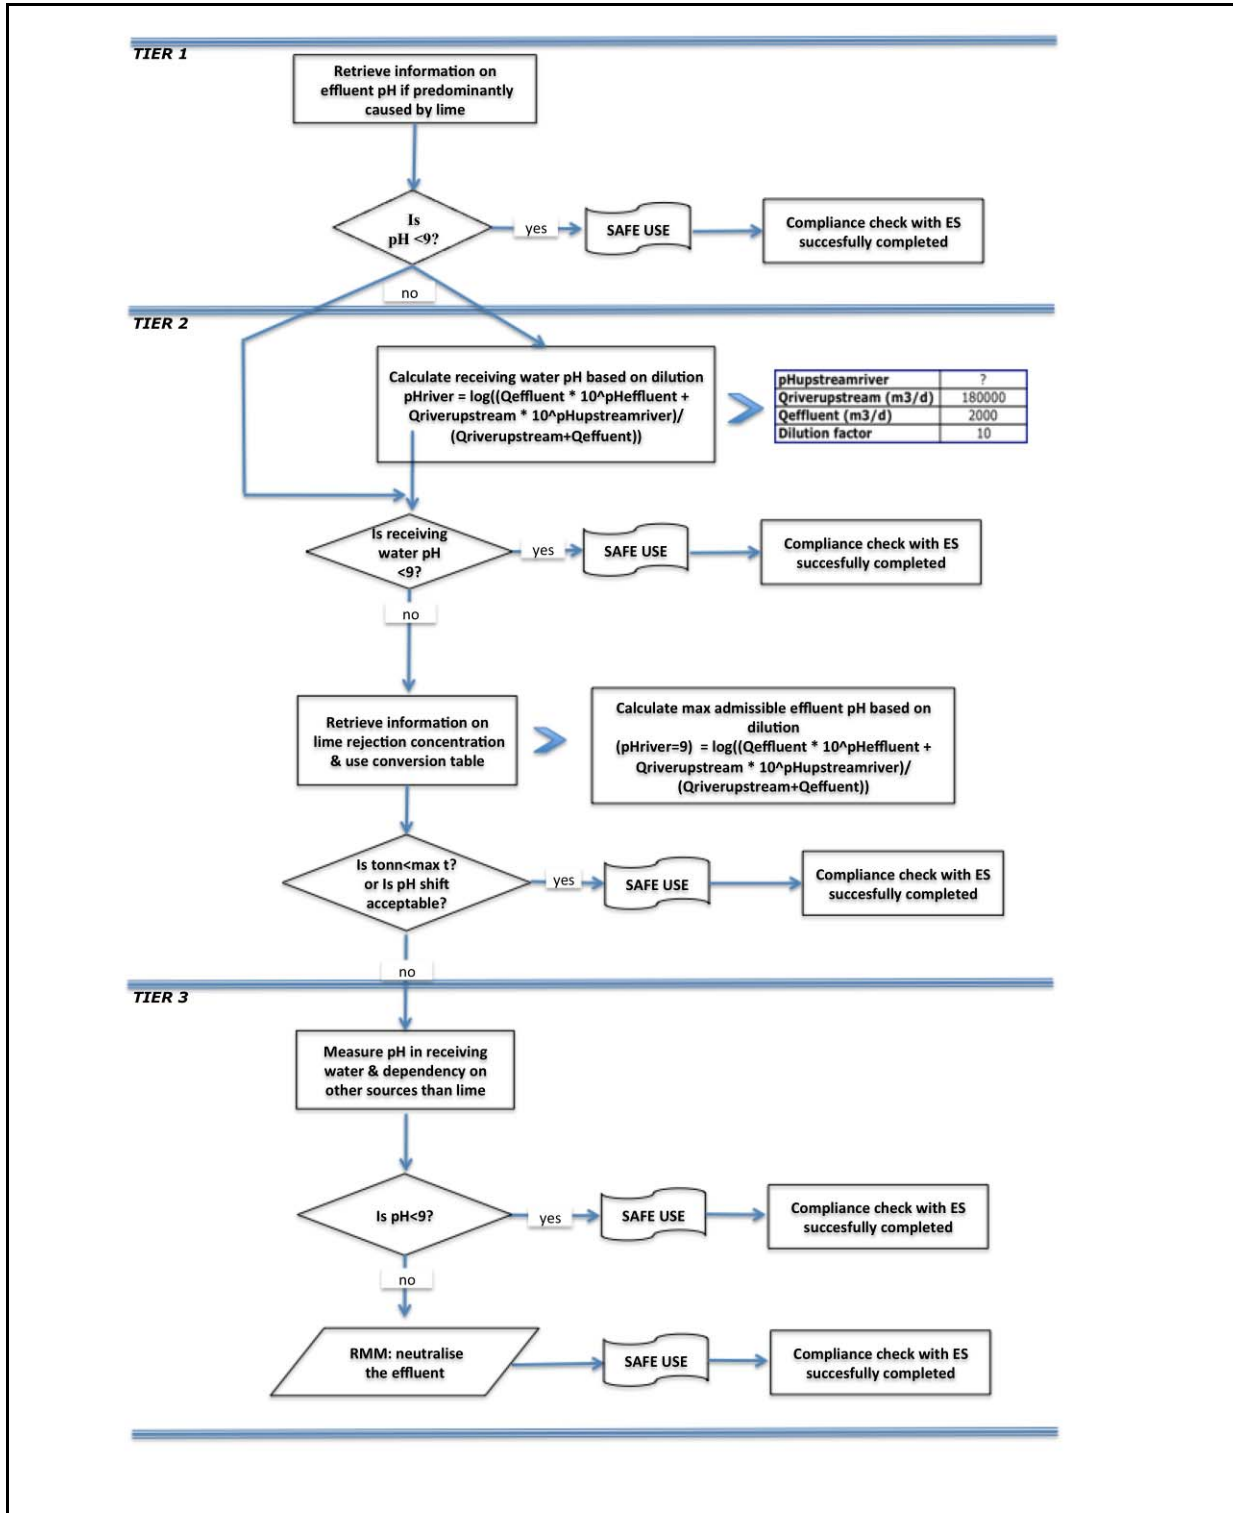 TIER 1
Retrieve information on
effluent pH if predominantly
caused by lime
Is
pH <9?
yes
SAFE USE
Compliance check with ES
succesfully completed
no
TIER 2
Calculate receiving water pH based on dilution
pHriver = log((Qeffluent * 10^pHeffluent +
Qriverupstream * 10^pHupstreamriver)/
(Qriverupstream+Qeffuent))
pHupstreamriver ?
Qriverupstream (m3/d) 180000
Qeffluent (m3/d) 2000
Dilution factor 10
Is receiving
water pH
<9?
yes
SAFE USE
Compliance check with ES
succesfully completed
no
Retrieve information on
lime rejection concentration
& use conversion table
Calculate max admissible effluent pH based on
dilution
(pHriver=9) = log((Qeffluent * 10^pHeffluent +
Qriverupstream * 10^pHupstreamriver)/
(Qriverupstream+Qeffuent))
Is tonn<max t?
or Is pH shift
acceptable?
yes
SAFE USE
Compliance check with ES
succesfully completed
no
TIER 3
Measure pH in receiving
water & dependency on
other sources than lime
Is pH<9?
yes
SAFE USE
Compliance check with ES
succesfully completed
no
RMM: neutralise
the effluent
SAFE USE
Compliance check with ES
succesfully completed